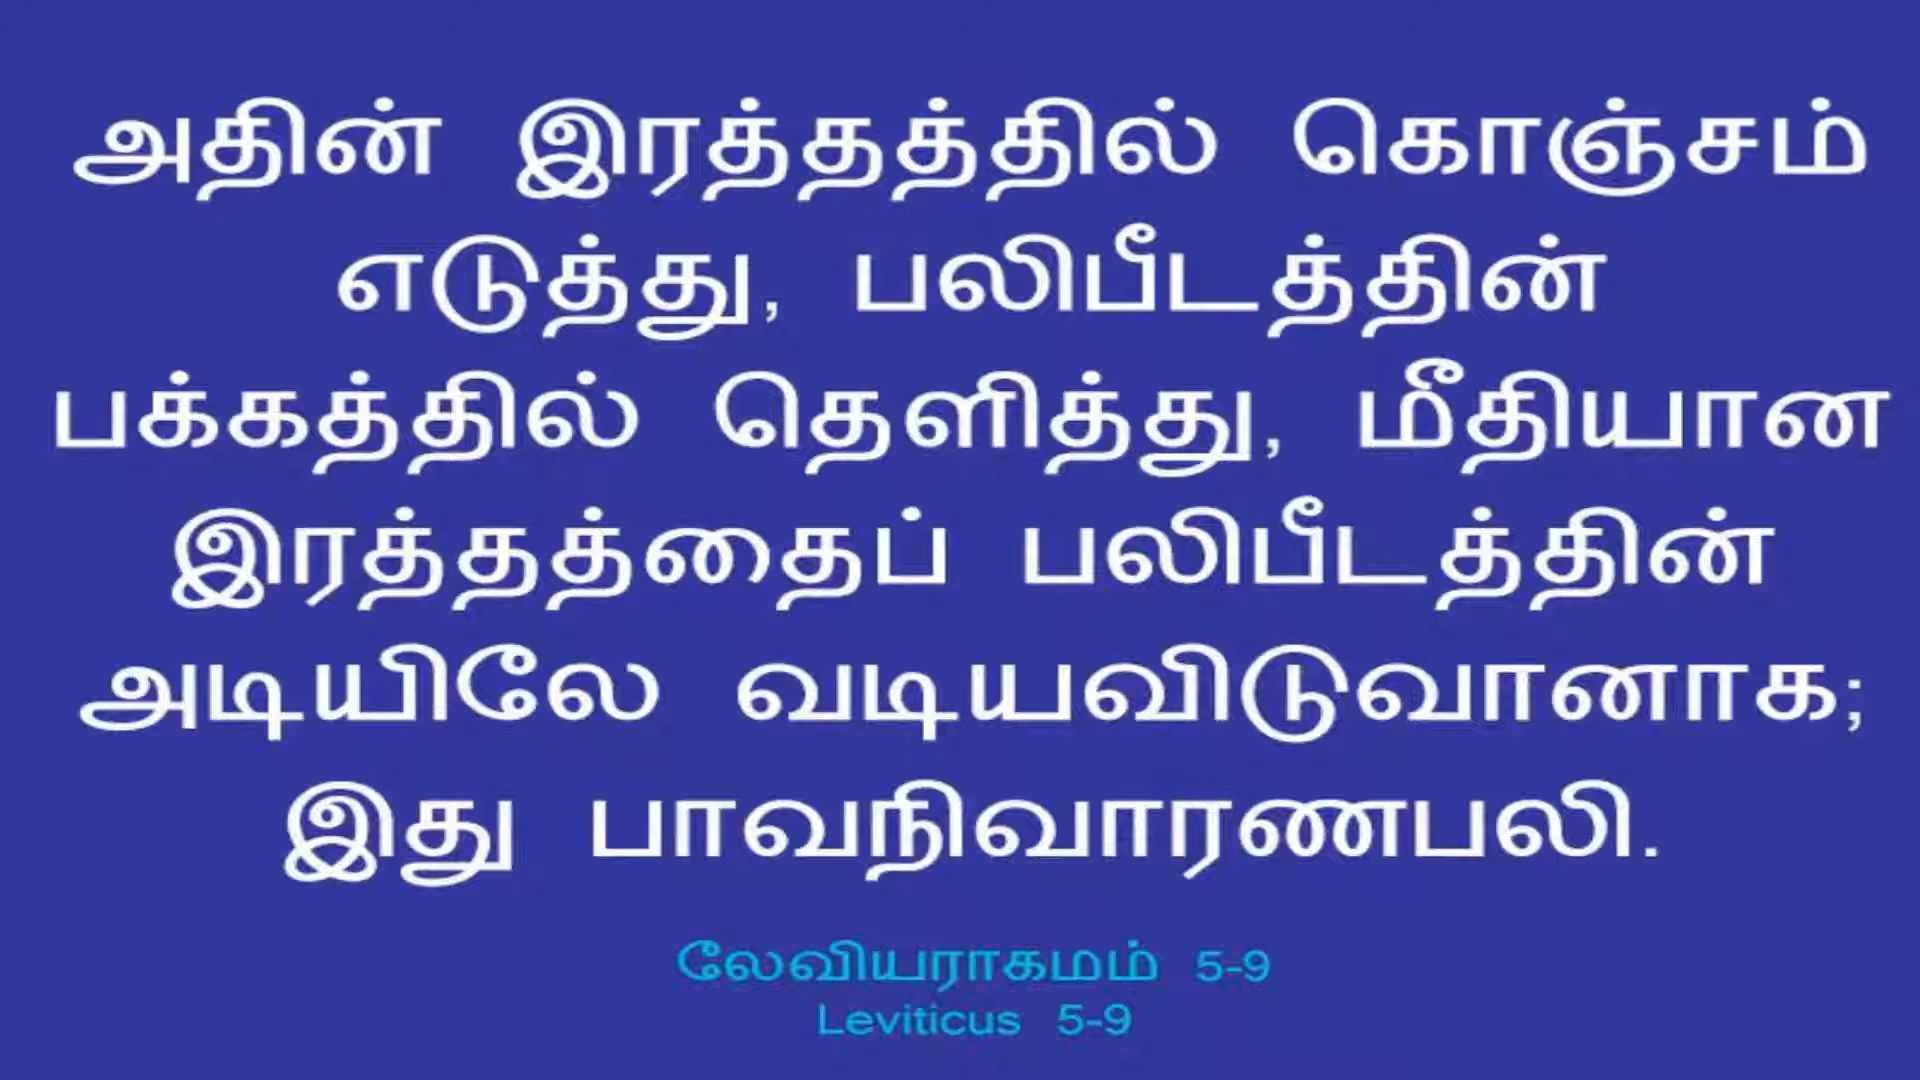 அதின் இரத்தத்தில் கொஞ்சம்
எடுத்து, பலிபீடத்தின்
பக்கத்தில் தெளித்து, மீதியான
இரத்தத்தைப் பலிபீடத்தின்
அடியிலே வடியவிடுவானாக;
இது பாவநிவாரணபலி.
லேவியராகமம் 5-9
Leviticus 5-9